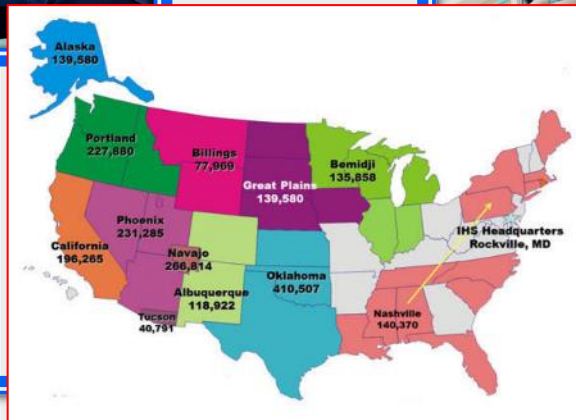 Alaska
139,580
Portland
227,880
Billings
77,969
Bemidji
135,858
Great Plains
139,580
Phoenix
231,285
California
196,265
Navajo
266,814
IHS Headquarters
Rockville, MD
Oklahoma
410,507
Albuquerque
118,922
Tucson
40,791
Nashville
140,370